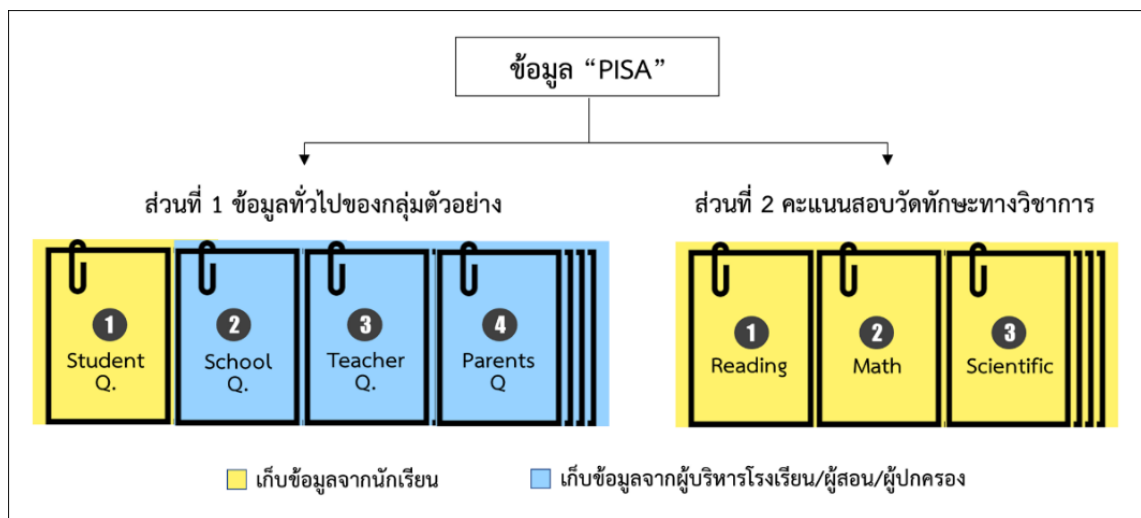 ข้อมูล “PISA”
ส่วนที่ 1 ข้อมูลทั่วไปของกลุ่มตัวอย่าง
1
Student
Q.
2
School
Q.
3
Teacher
Q.
4
Parents
Q
ส่วนที่ 2 คะแนนสอบวัดทักษะทางวิชาการ
1
Reading
2
Math
3
Scientific
เก็บข้อมูลจากนักเรียน
เก็บข้อมูลจากผู้บริหารโรงเรียน/ผู้สอน/ผู้ปกครอง